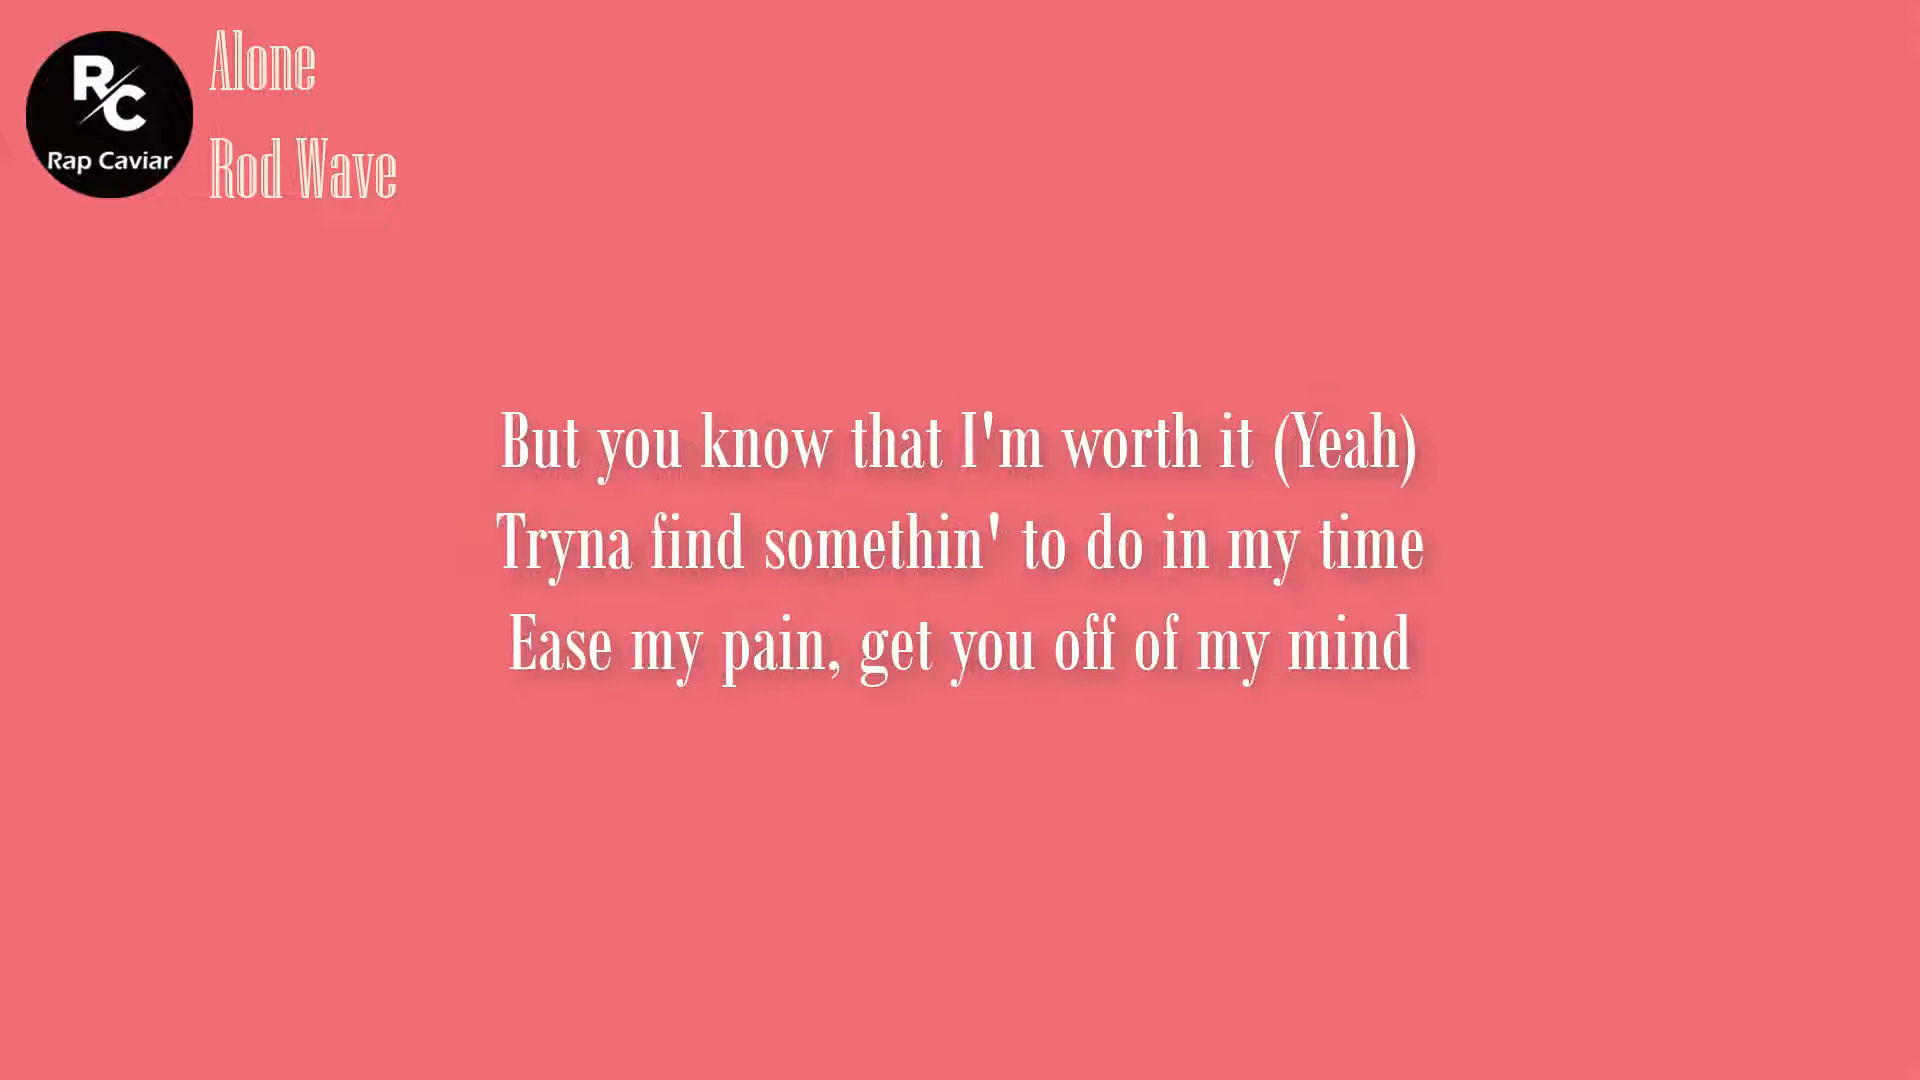 R/C
Rap Caviar
Alone
Rod Wave
But you know that I'm worth it (Yeah)
Tryna find somethin' to do in my time
Ease my pain, get you off of my mind